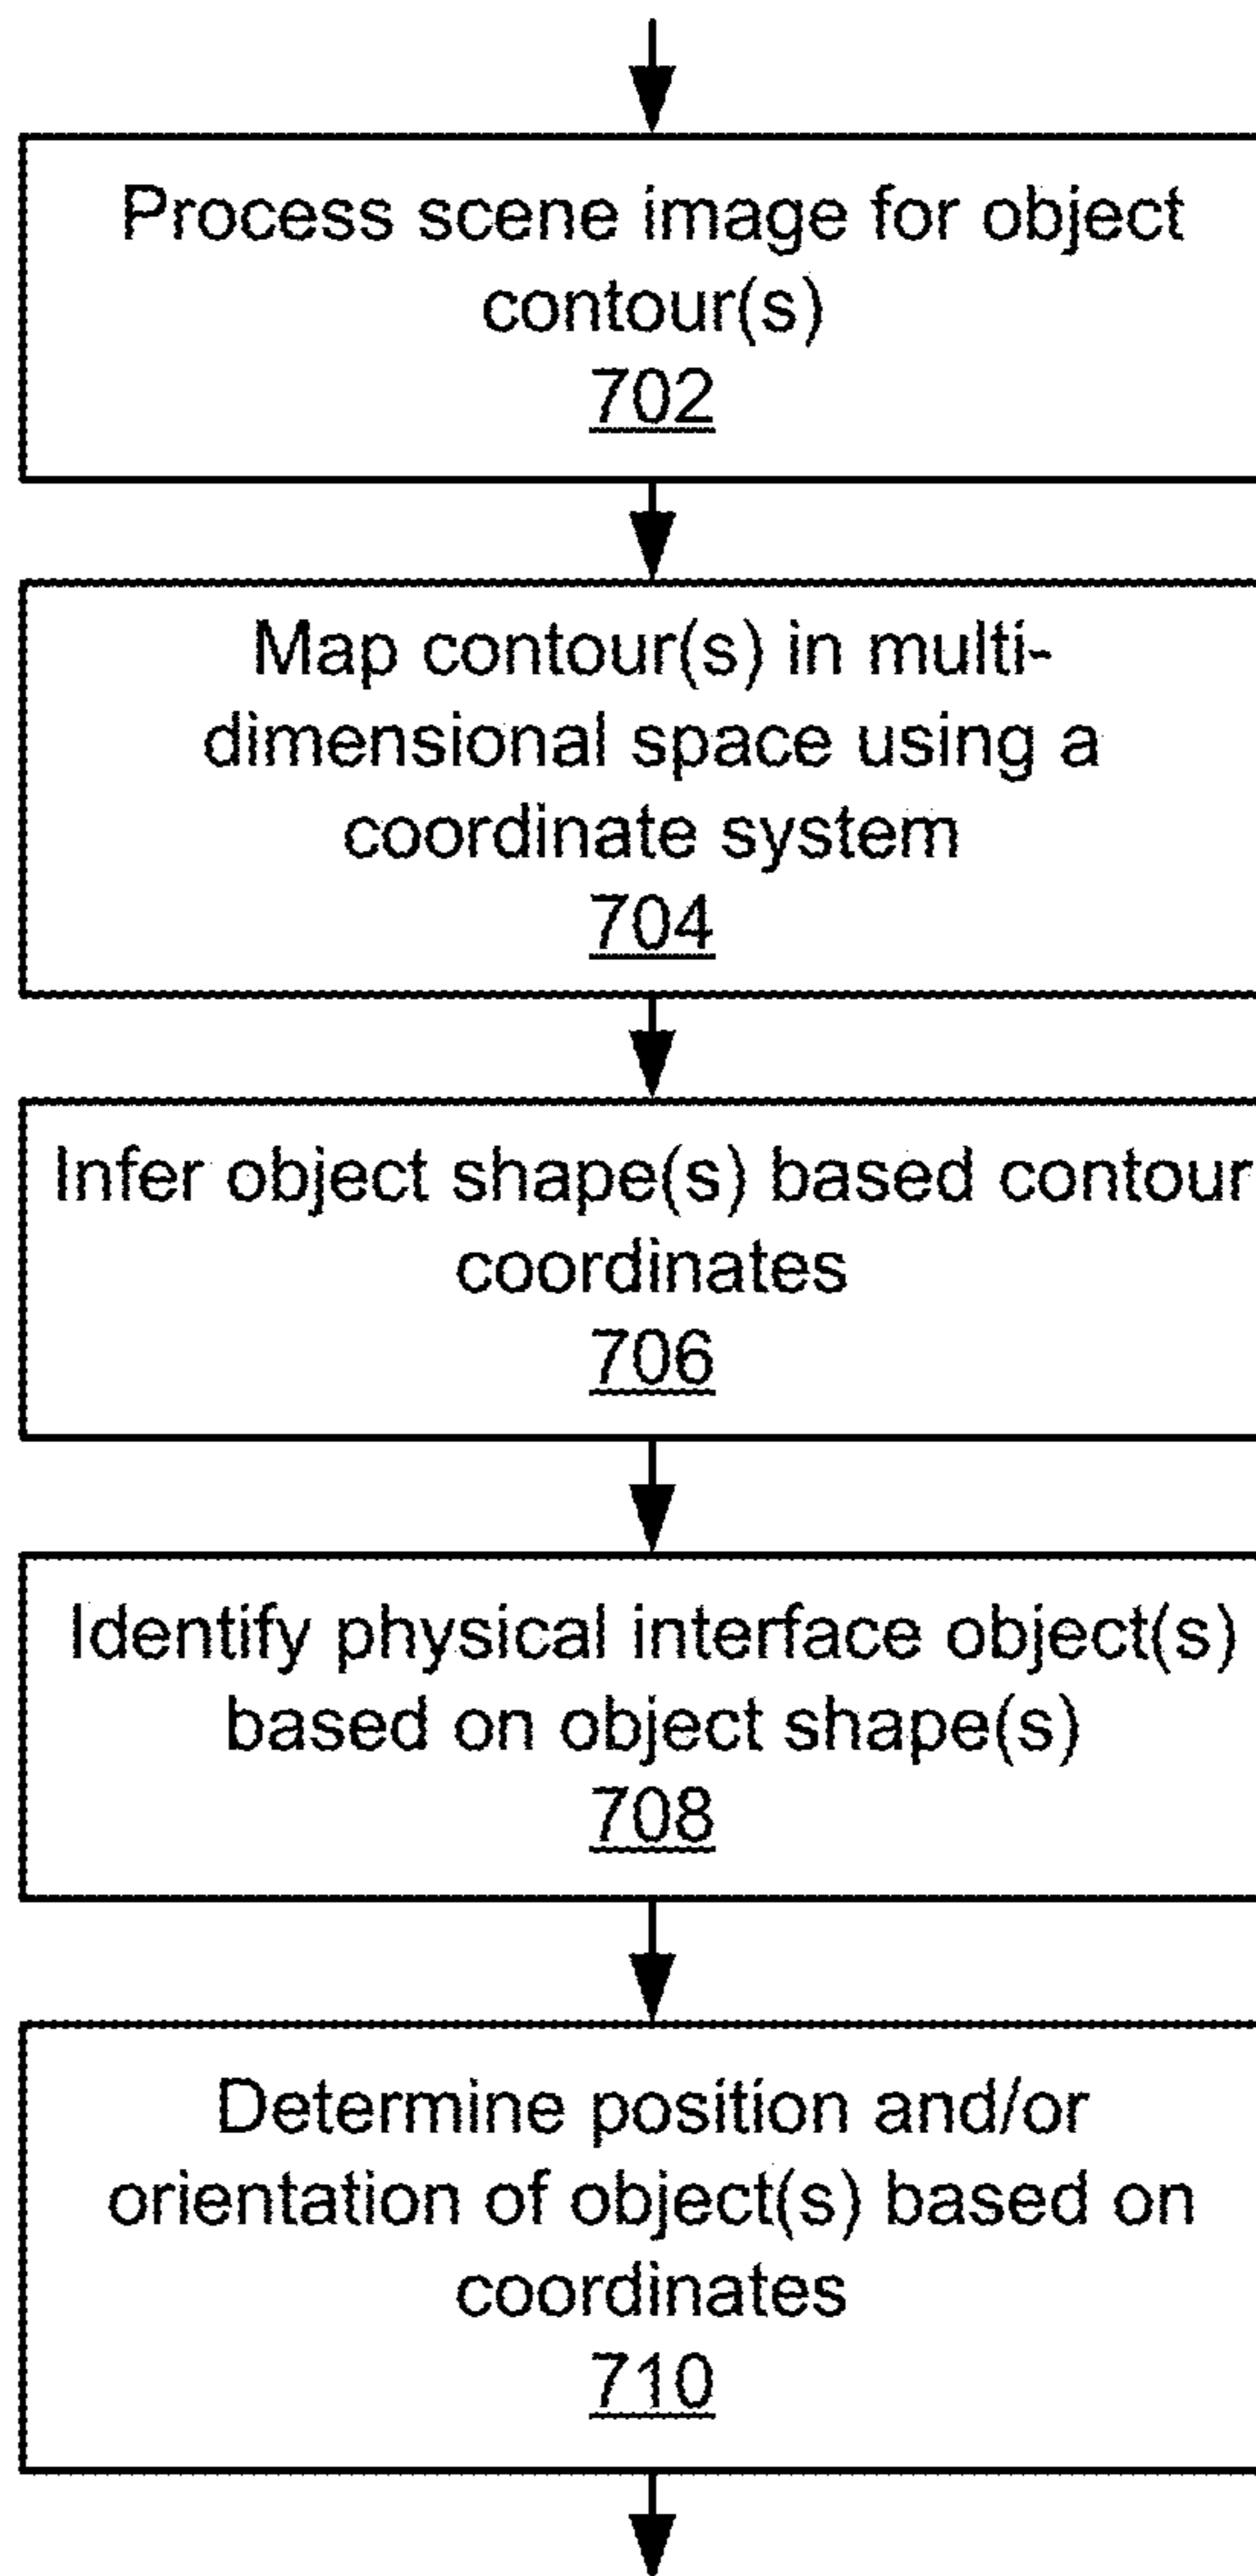 Process scene image for object
contour(s)
702
Map contour(s) in multi-
dimensional space using a
coordinate system
704
Infer object shape(s) based contour
coordinates
706
Identify physical interface object(s)
based on object shape(s)
708
Determine position and/or
orientation of object(s) based on
coordinates
710